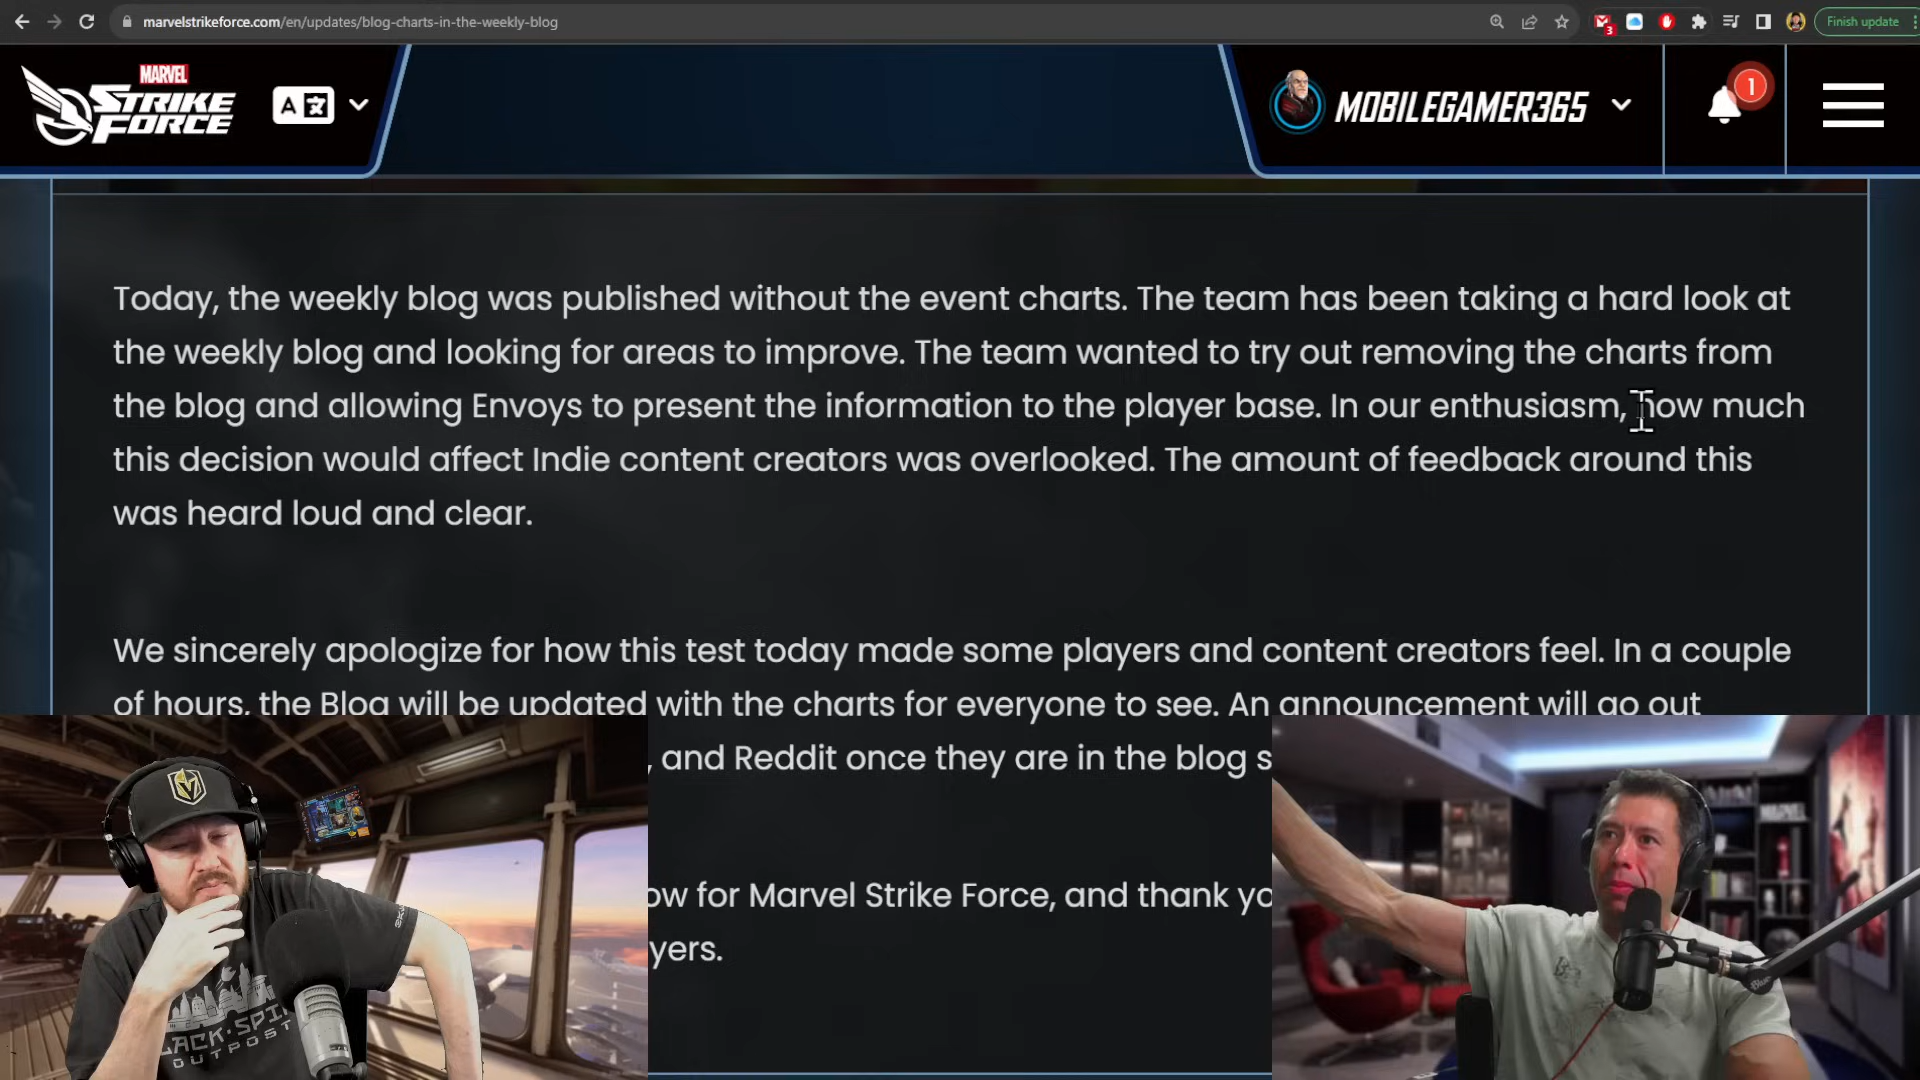 marvelstrikeforce.com/en/updates/blog-charts-in-the-weekly-blog
3
Finish update
MARVEL
STRIKE
FORCE
A 文
MOBILEGAMER365
1
Today, the weekly blog was published without the event charts. The team has been taking a hard look at
the weekly blog and looking for areas to improve. The team wanted to try out removing the charts from
the blog and allowing Envoys to present the information to the player base. In our enthusiasm, how much
this decision would affect Indie content creators was overlooked. The amount of feedback around this
was heard loud and clear.
We sincerely apologize for how this test today made some players and content creators feel. In a couple
of hours, the Blog will be updated with the charts for everyone to see. An announcement will go out
, and Reddit once they are in the blog s
ow for Marvel Strike Force, and thank yo
yers.
LACK·SPI
OUTPOST
MARVEL
Blue